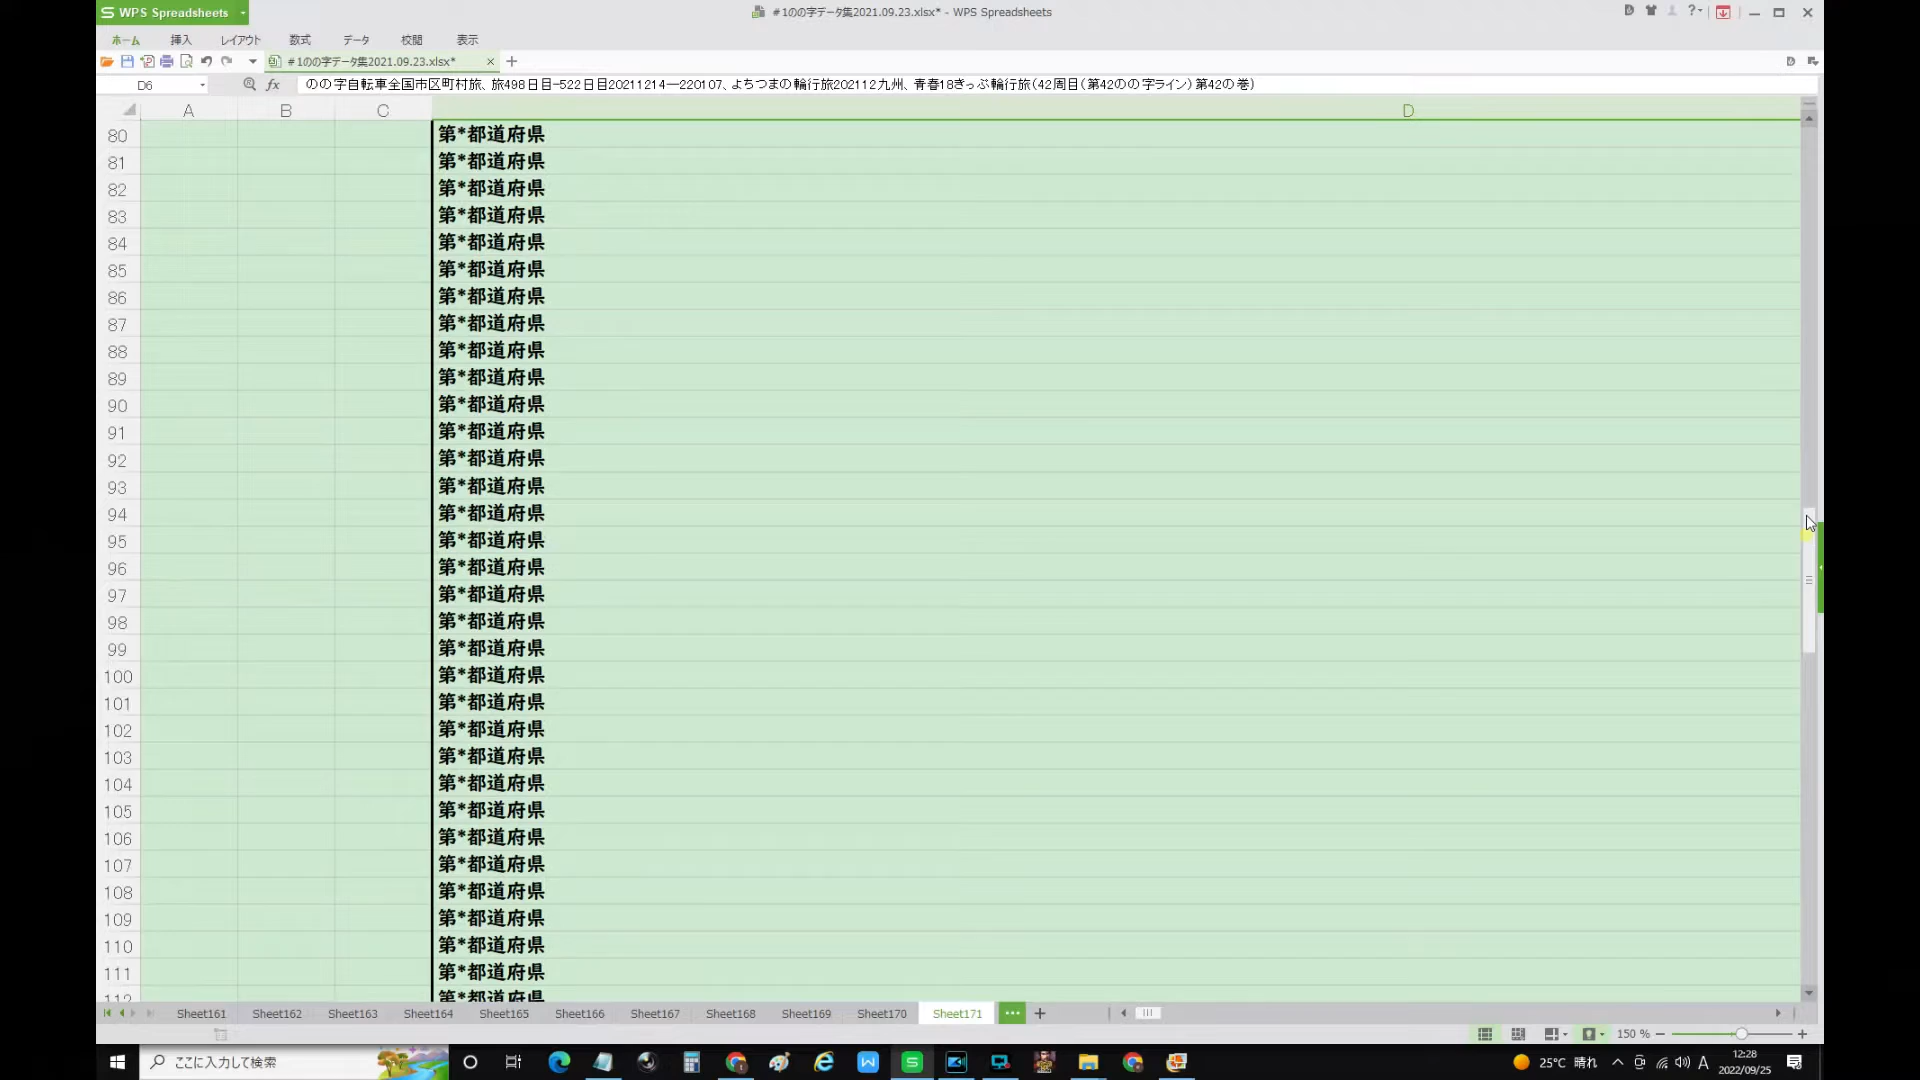 WPS Spreadsheets
#1のの字データ集2021.09.23.xlsx* - WPS Spreadsheets
ホーム 挿入 レイアウト 数式 データ 校閲 表示
#1のの字データ集2021.09.23.xlsx*
D6 fx のの字自転車全国市区町村旅、旅498日目-522日目20211214―220107、よちつまの輪行旅202112九州、青春18きっぷ輪行旅(42周目(第42のの字ライン)第42の巻)
A B C D
80 第*都道府県
81 第*都道府県
82 第*都道府県
83 第*都道府県
84 第*都道府県
85 第*都道府県
86 第*都道府県
87 第*都道府県
88 第*都道府県
89 第*都道府県
90 第*都道府県
91 第*都道府県
92 第*都道府県
93 第*都道府県
94 第*都道府県
95 第*都道府県
96 第*都道府県
97 第*都道府県
98 第*都道府県
99 第*都道府県
100 第*都道府県
101 第*都道府県
102 第*都道府県
103 第*都道府県
104 第*都道府県
105 第*都道府県
106 第*都道府県
107 第*都道府県
108 第*都道府県
109 第*都道府県
110 第*都道府県
111 第*都道府県
112 第*都道府県
Sheet161 Sheet162 Sheet163 Sheet164 Sheet165 Sheet166 Sheet167 Sheet168 Sheet169 Sheet170 Sheet171
150 %
ここに入力して検索
25°C 晴れ A 12:28
2022/09/25